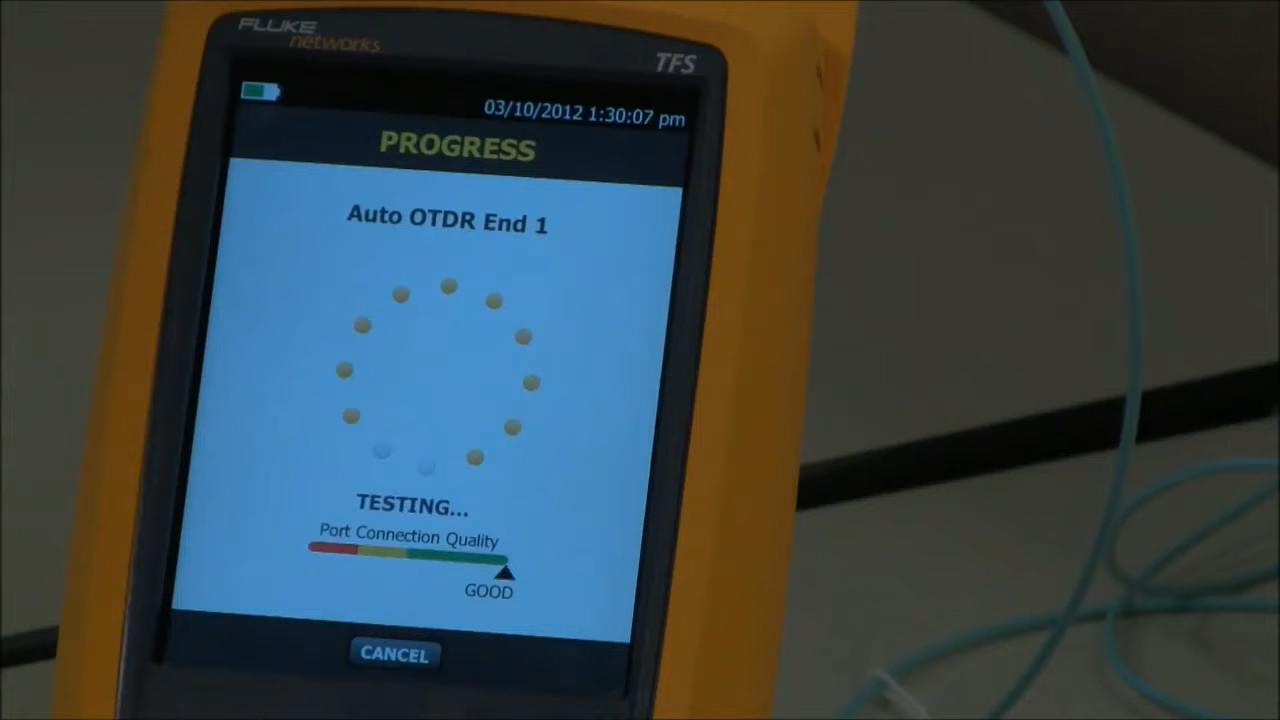 FLUKE
networks
TFS
03/10/2012 1:30:07 pm
PROGRESS
Auto OTDR End 1
TESTING...
Port Connection Quality
GOOD
CANCEL